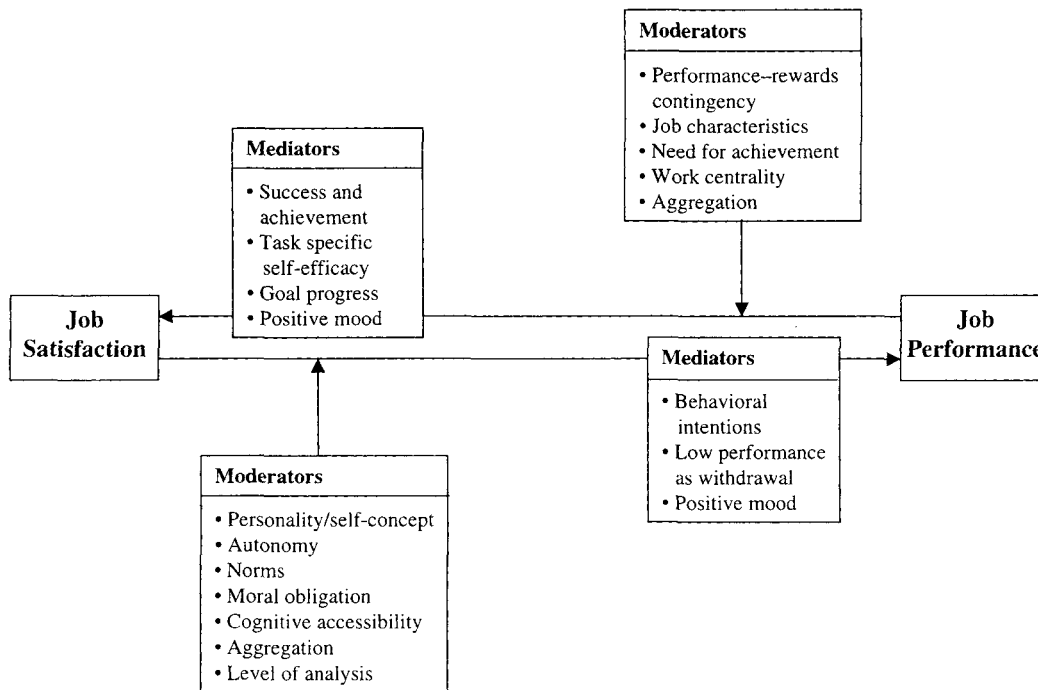 Moderators
• Performance–rewards
contingency
• Job characteristics
• Need for achievement
• Work centrality
• Aggregation
Mediators
• Success and
achievement
• Task specific
self-efficacy
• Goal progress
• Positive mood
Job
Satisfaction
Job
Performance
Mediators
• Behavioral
intentions
• Low performance
as withdrawal
• Positive mood
Moderators
• Personality/self-concept
• Autonomy
• Norms
• Moral obligation
• Cognitive accessibility
• Aggregation
• Level of analysis